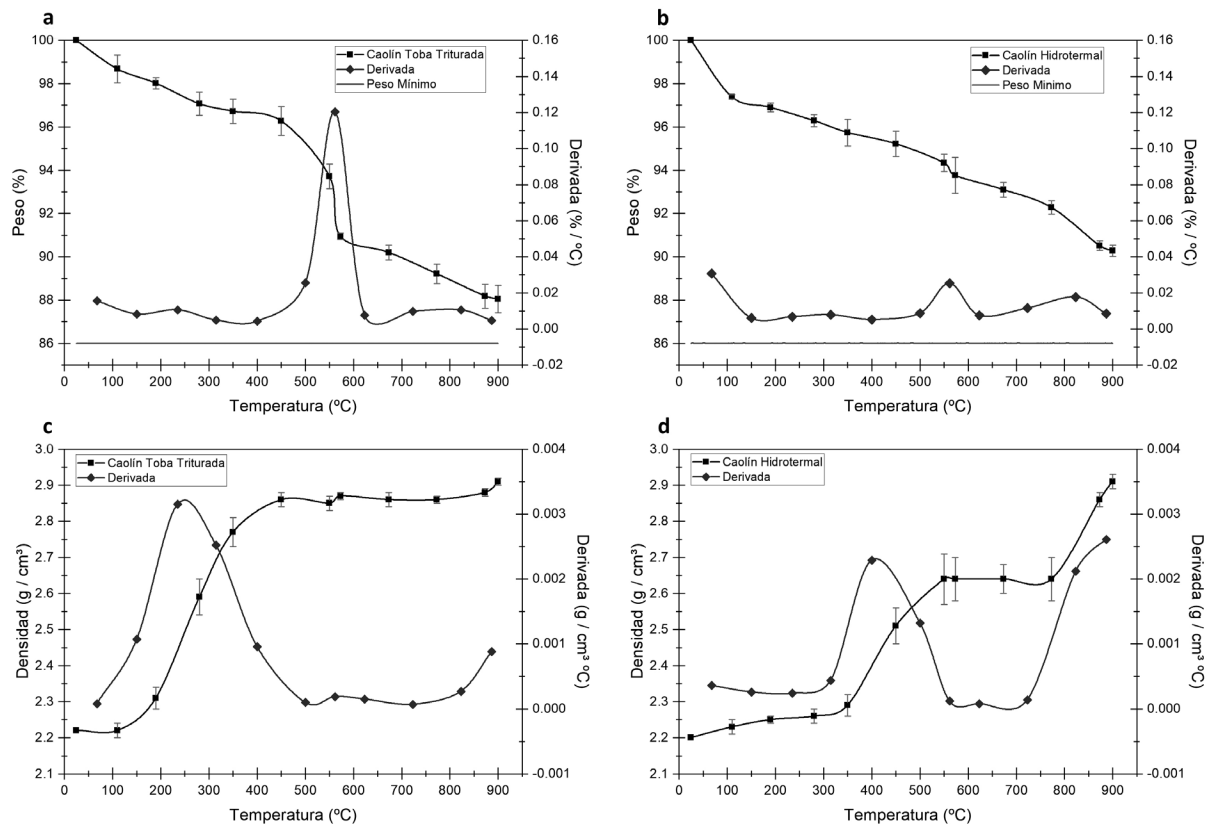 a
Caolín Toba Triturada
Derivada
Peso Mínimo
100
98
96
94
92
90
88
86
Peso (%)
0.16
0.14
0.12
0.10
0.08
0.06
0.04
0.02
0.00
-0.02
Derivada (% / ºC)
0 100 200 300 400 500 600 700 800 900
Temperatura (ºC)
b
Caolín Hidrotermal
Derivada
Peso Minimo
100
98
96
94
92
90
88
86
Peso (%)
0.16
0.14
0.12
0.10
0.08
0.06
0.04
0.02
0.00
-0.02
Derivada (% / ºC)
0 100 200 300 400 500 600 700 800 900
Temperatura (ºC)
c
Caolín Toba Triturada
Derivada
3.0
2.9
2.8
2.7
2.6
2.5
2.4
2.3
2.2
2.1
Densidad (g / cm³)
0.004
0.003
0.002
0.001
0.000
-0.001
Derivada (g / cm³ ºC)
0 100 200 300 400 500 600 700 800 900
Temperatura (ºC)
d
Caolín Hidrotermal
Derivada
3.0
2.9
2.8
2.7
2.6
2.5
2.4
2.3
2.2
2.1
Densidad (g / cm³)
0.004
0.003
0.002
0.001
0.000
-0.001
Derivada (g / cm³ ºC)
0 100 200 300 400 500 600 700 800 900
Temperatura (ºC)